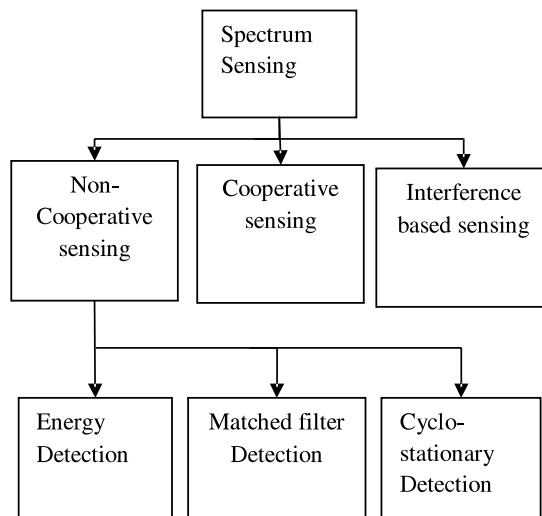 Spectrum
Sensing
Non-
Cooperative
sensing
Cooperative
sensing
Interference
based sensing
Energy
Detection
Matched filter
Detection
Cyclo-
stationary
Detection